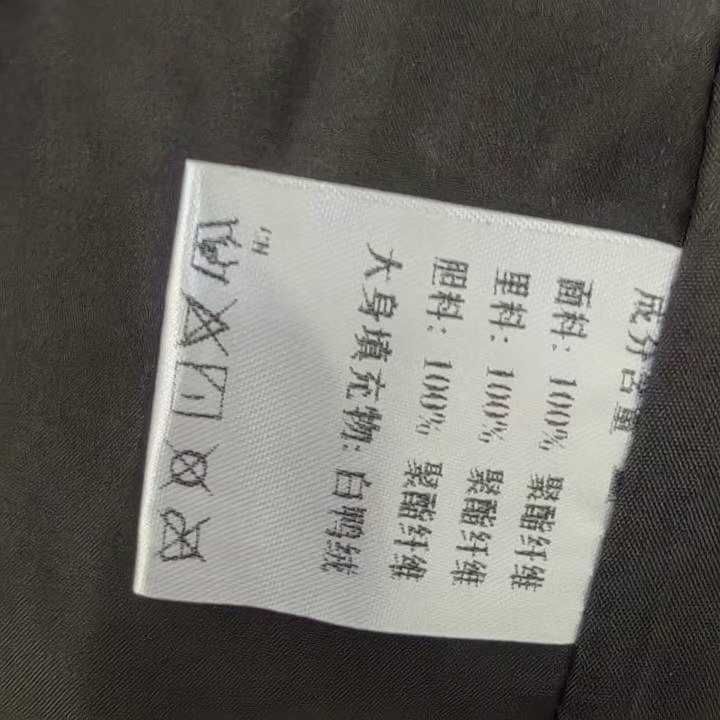 成分含量
面料：100% 聚酯纤维
里料：100% 聚酯纤维
胆料：100% 聚酯纤维
大身填充物：白鸭绒